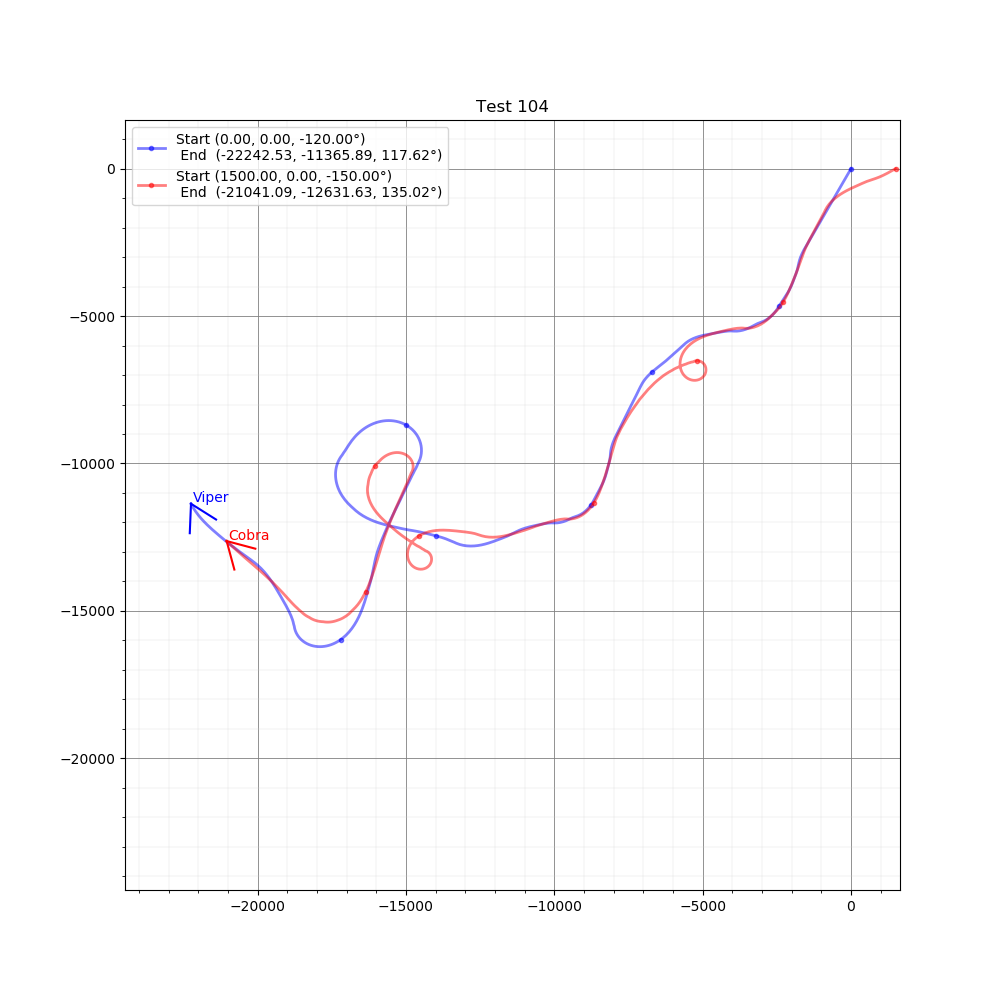 Test 104
Start (0.00, 0.00, -120.00°)
End (-22242.53, -11365.89, 117.62°)
Start (1500.00, 0.00, -150.00°)
End (-21041.09, -12631.63, 135.02°)
0
−5000
−10000
−15000
−20000
Viper
Cobra
−20000 −15000 −10000 −5000 0